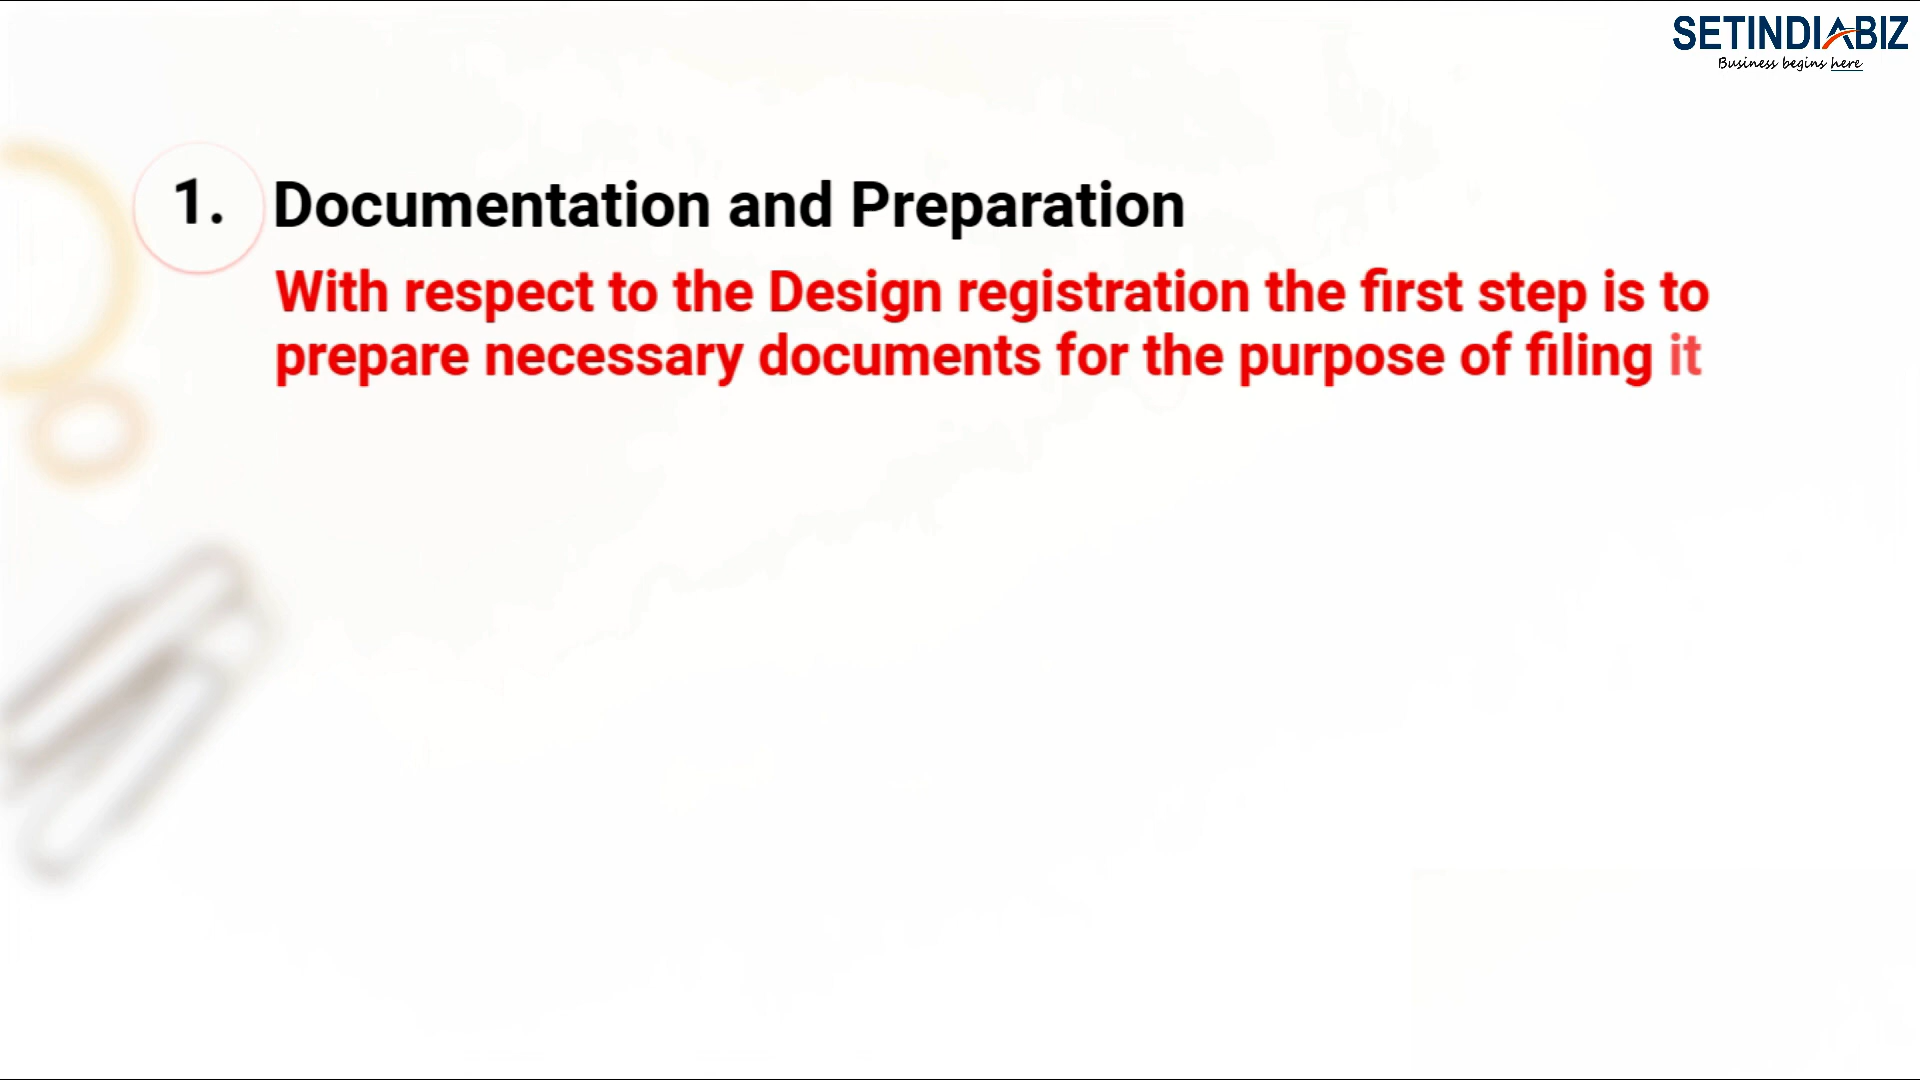 SETINDIABIZ
Business begins here
1. Documentation and Preparation
With respect to the Design registration the first step is to
prepare necessary documents for the purpose of filing it